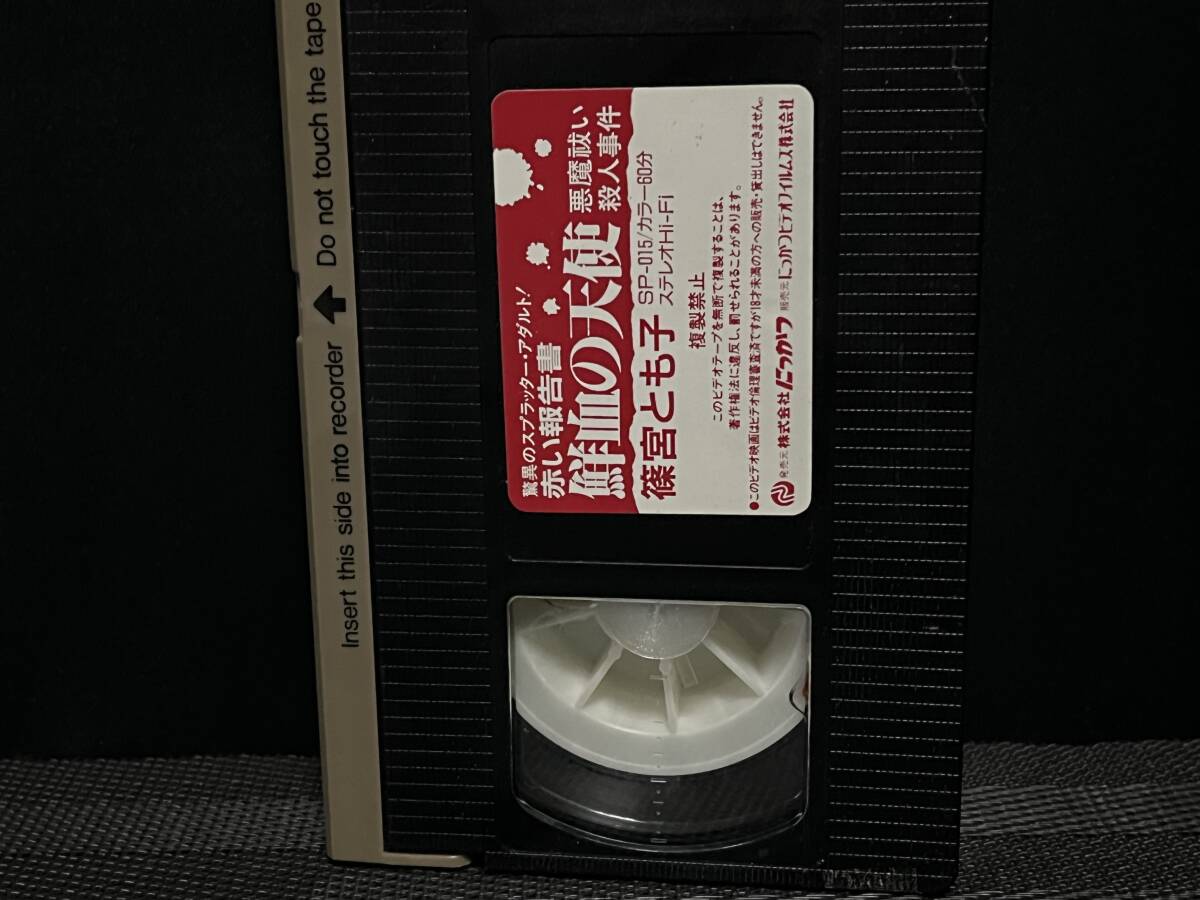 Insert this side into recorder ↑ Do not touch the tape
驚異のスプラッター・アダルト!
赤い報告書
鮮血の天使
悪魔祓い
殺人事件
篠宮とも子
SP-015/カラー60分
ステレオHi-Fi
複製禁止
このビデオテープを無断で複製することは、
著作権法に違反し、罰せられることがあります。
●このビデオ映画はビデオ倫理審査済ですが18才未満の方への販売・貸出しはできません。
発売元 株式会社にっかつ 販売元 にっかつビデオフイルムズ株式会社